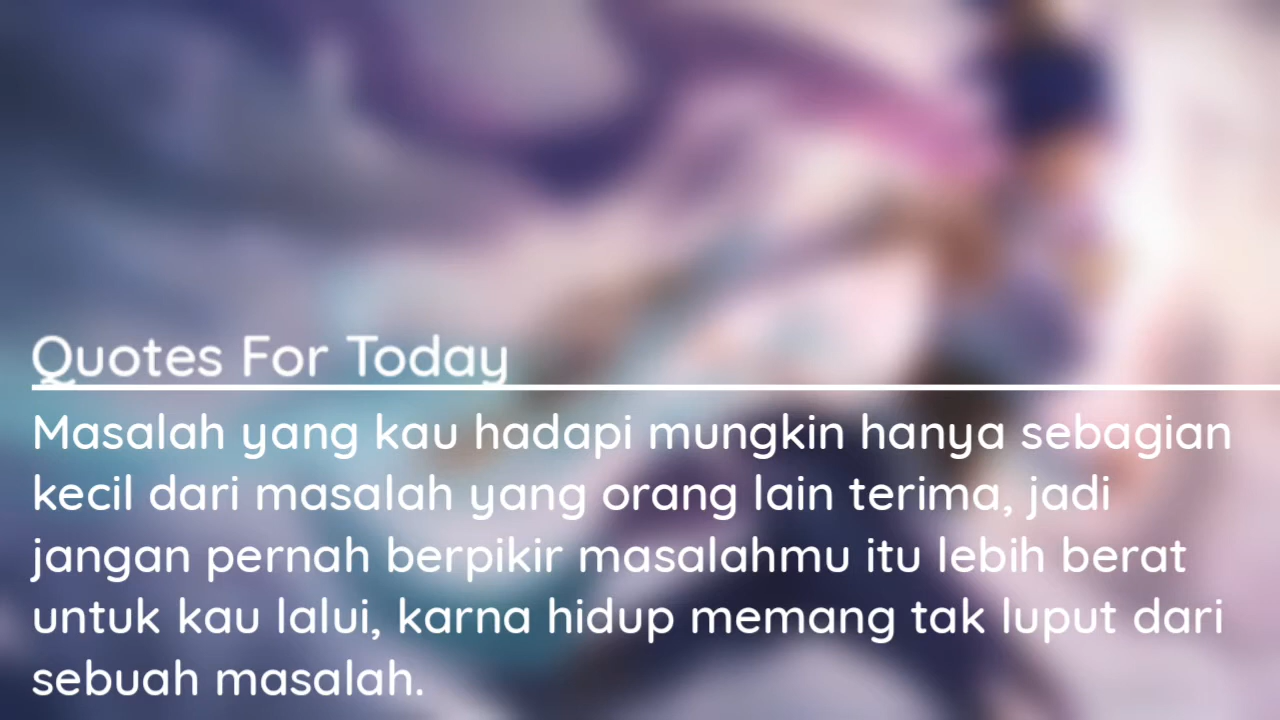 Quotes For Today
Masalah yang kau hadapi mungkin hanya sebagian
kecil dari masalah yang orang lain terima, jadi
jangan pernah berpikir masalahmu itu lebih berat
untuk kau lalui, karna hidup memang tak luput dari
sebuah masalah.